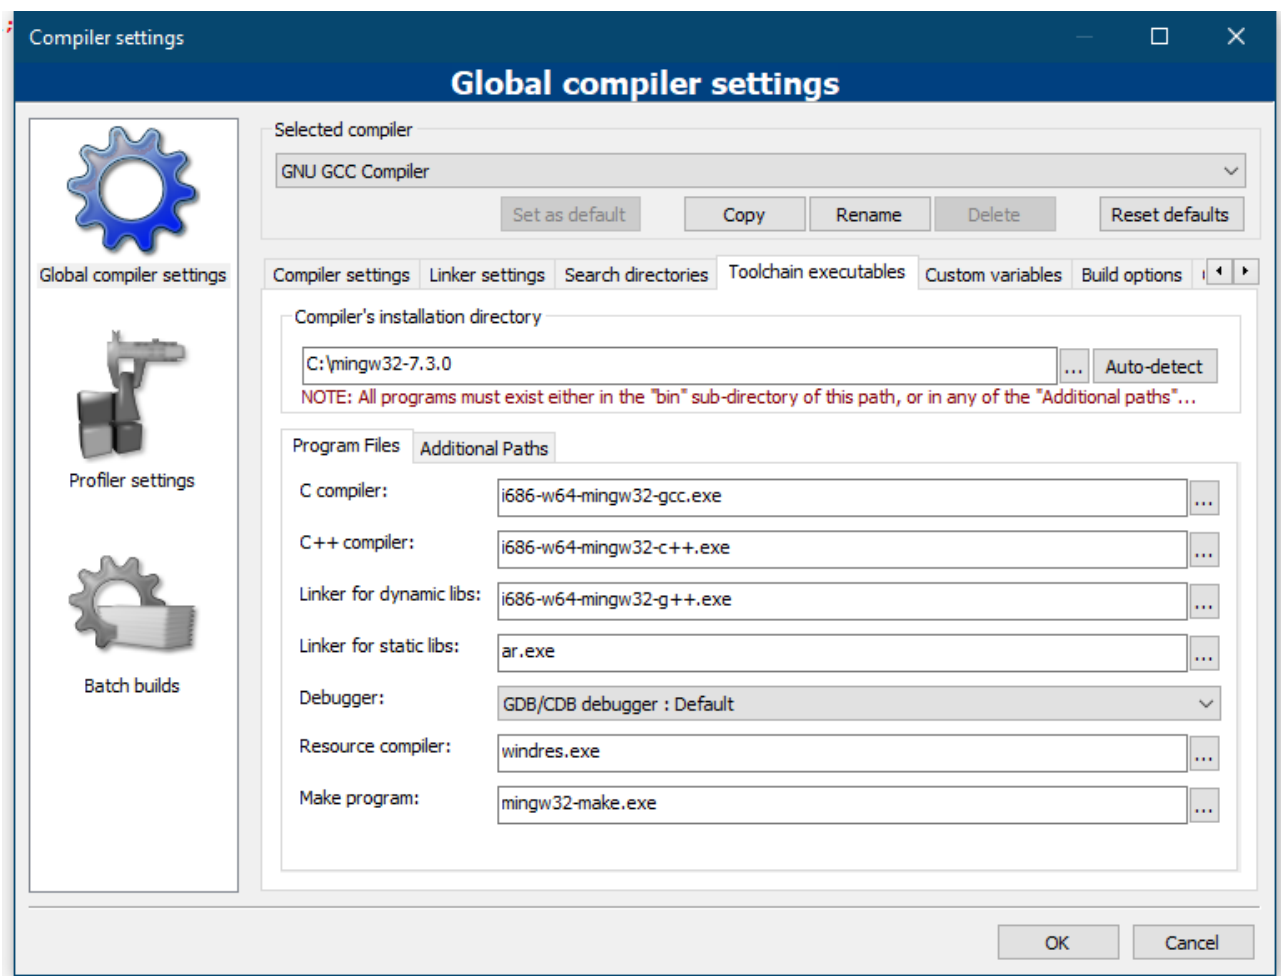 ;
Compiler settings
Global compiler settings
Global compiler settings
Profiler settings
Batch builds
Selected compiler
GNU GCC Compiler
Set as default Copy Rename Delete Reset defaults
Compiler settings Linker settings Search directories Toolchain executables Custom variables Build options
Compiler's installation directory
C:\mingw32-7.3.0 ... Auto-detect
NOTE: All programs must exist either in the "bin" sub-directory of this path, or in any of the "Additional paths"...
Program Files Additional Paths
C compiler: i686-w64-mingw32-gcc.exe ...
C++ compiler: i686-w64-mingw32-c++.exe ...
Linker for dynamic libs: i686-w64-mingw32-g++.exe ...
Linker for static libs: ar.exe ...
Debugger: GDB/CDB debugger : Default
Resource compiler: windres.exe ...
Make program: mingw32-make.exe ...
OK Cancel